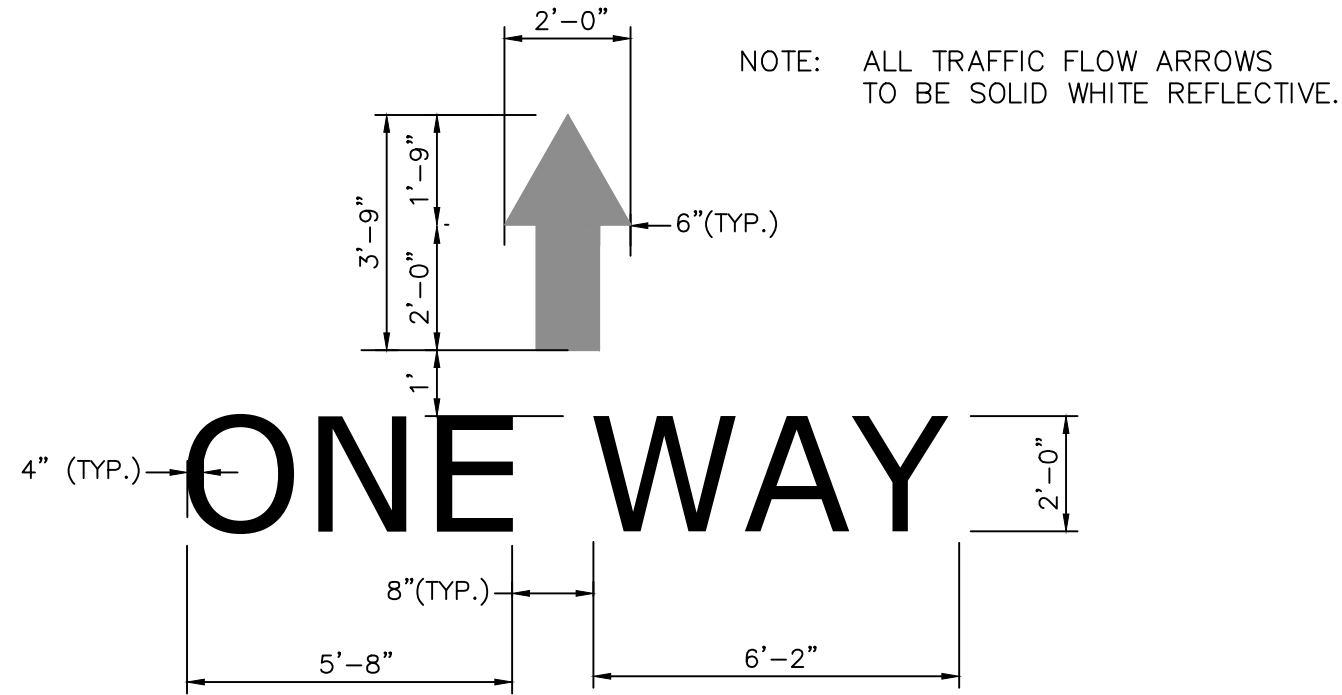 2'-0"
NOTE: ALL TRAFFIC FLOW ARROWS
TO BE SOLID WHITE REFLECTIVE.
1'-9"
3'-9"
6"(TYP.)
2'-0"
1'
ONE WAY
4" (TYP.)
2'-0"
8"(TYP.)
5'-8"
6'-2"